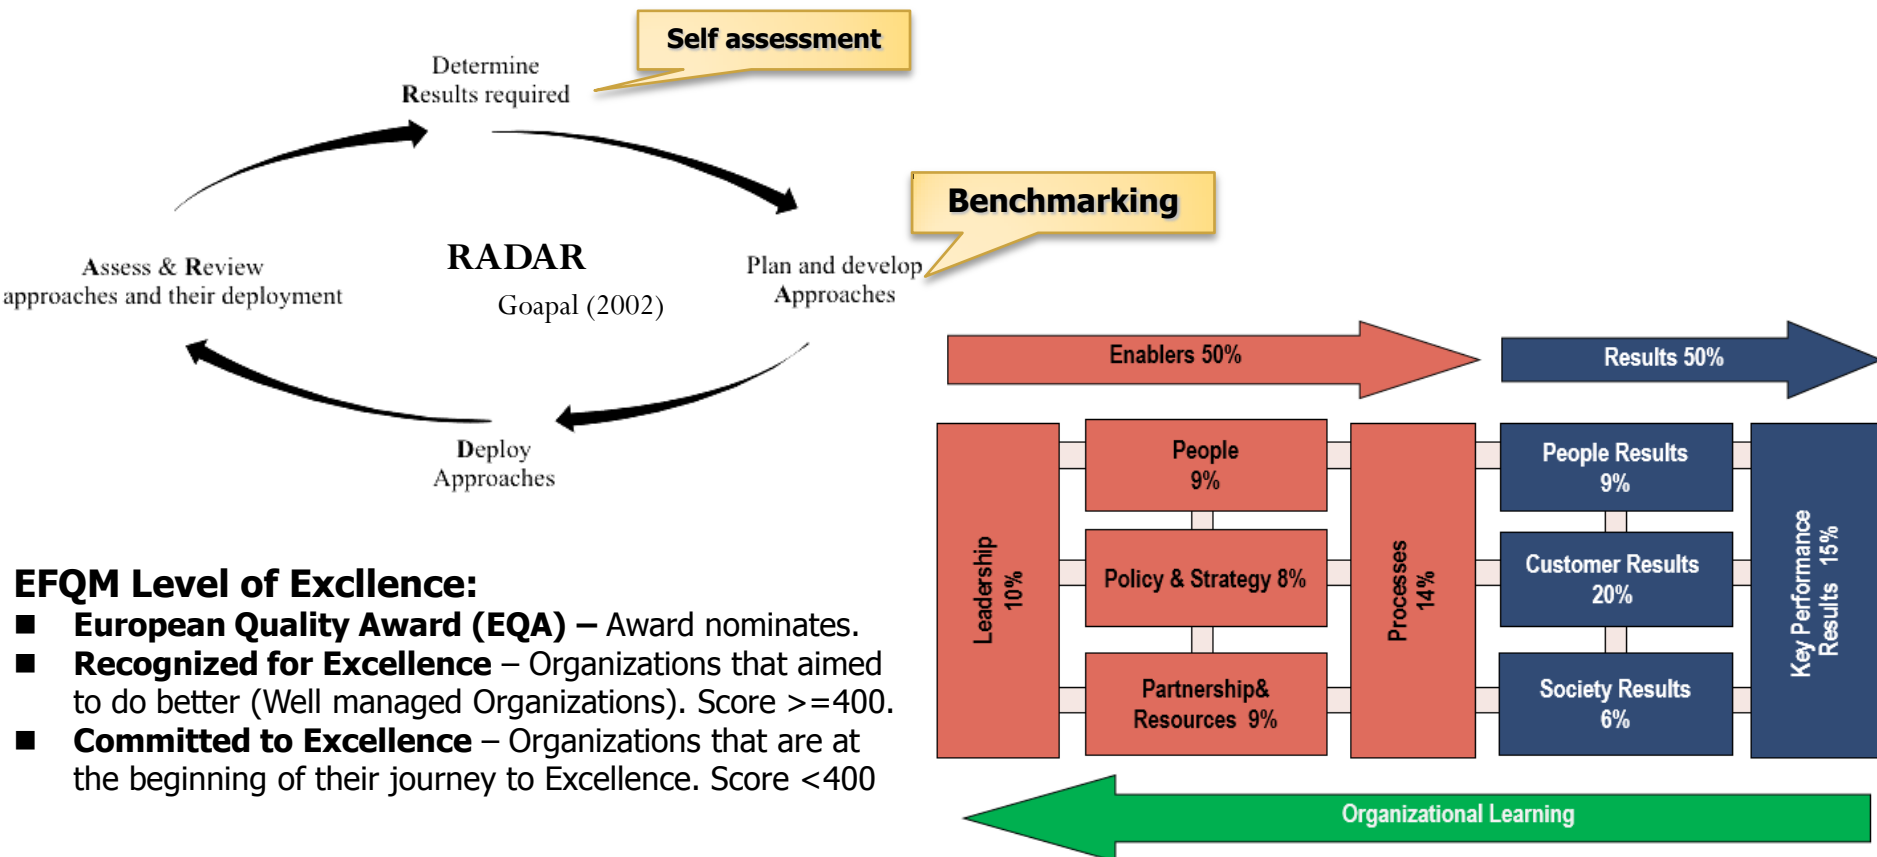 Self assessment
Determine
Results required
Benchmarking
Assess & Review
approaches and their deployment
RADAR
Goapal (2002)
Plan and develop
Approaches
Deploy
Approaches
EFQM Level of Excllence:
■ European Quality Award (EQA) – Award nominates.
■ Recognized for Excellence – Organizations that aimed
to do better (Well managed Organizations). Score >=400.
■ Committed to Excellence – Organizations that are at
the beginning of their journey to Excellence. Score <400
Enablers 50%
Results 50%
Leadership
10%
People
9%
Policy & Strategy 8%
Partnership&
Resources 9%
Processes
14%
People Results
9%
Customer Results
20%
Society Results
6%
Key Performance
Results 15%
Organizational Learning